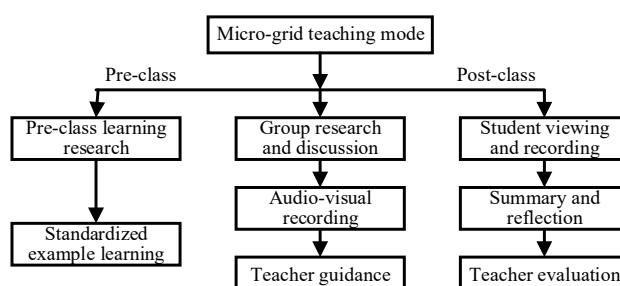 Micro-grid teaching mode
Pre-class
Post-class
Pre-class learning
research
Group research
and discussion
Student viewing
and recording
Standardized
example learning
Audio-visual
recording
Summary and
reflection
Teacher guidance
Teacher evaluation